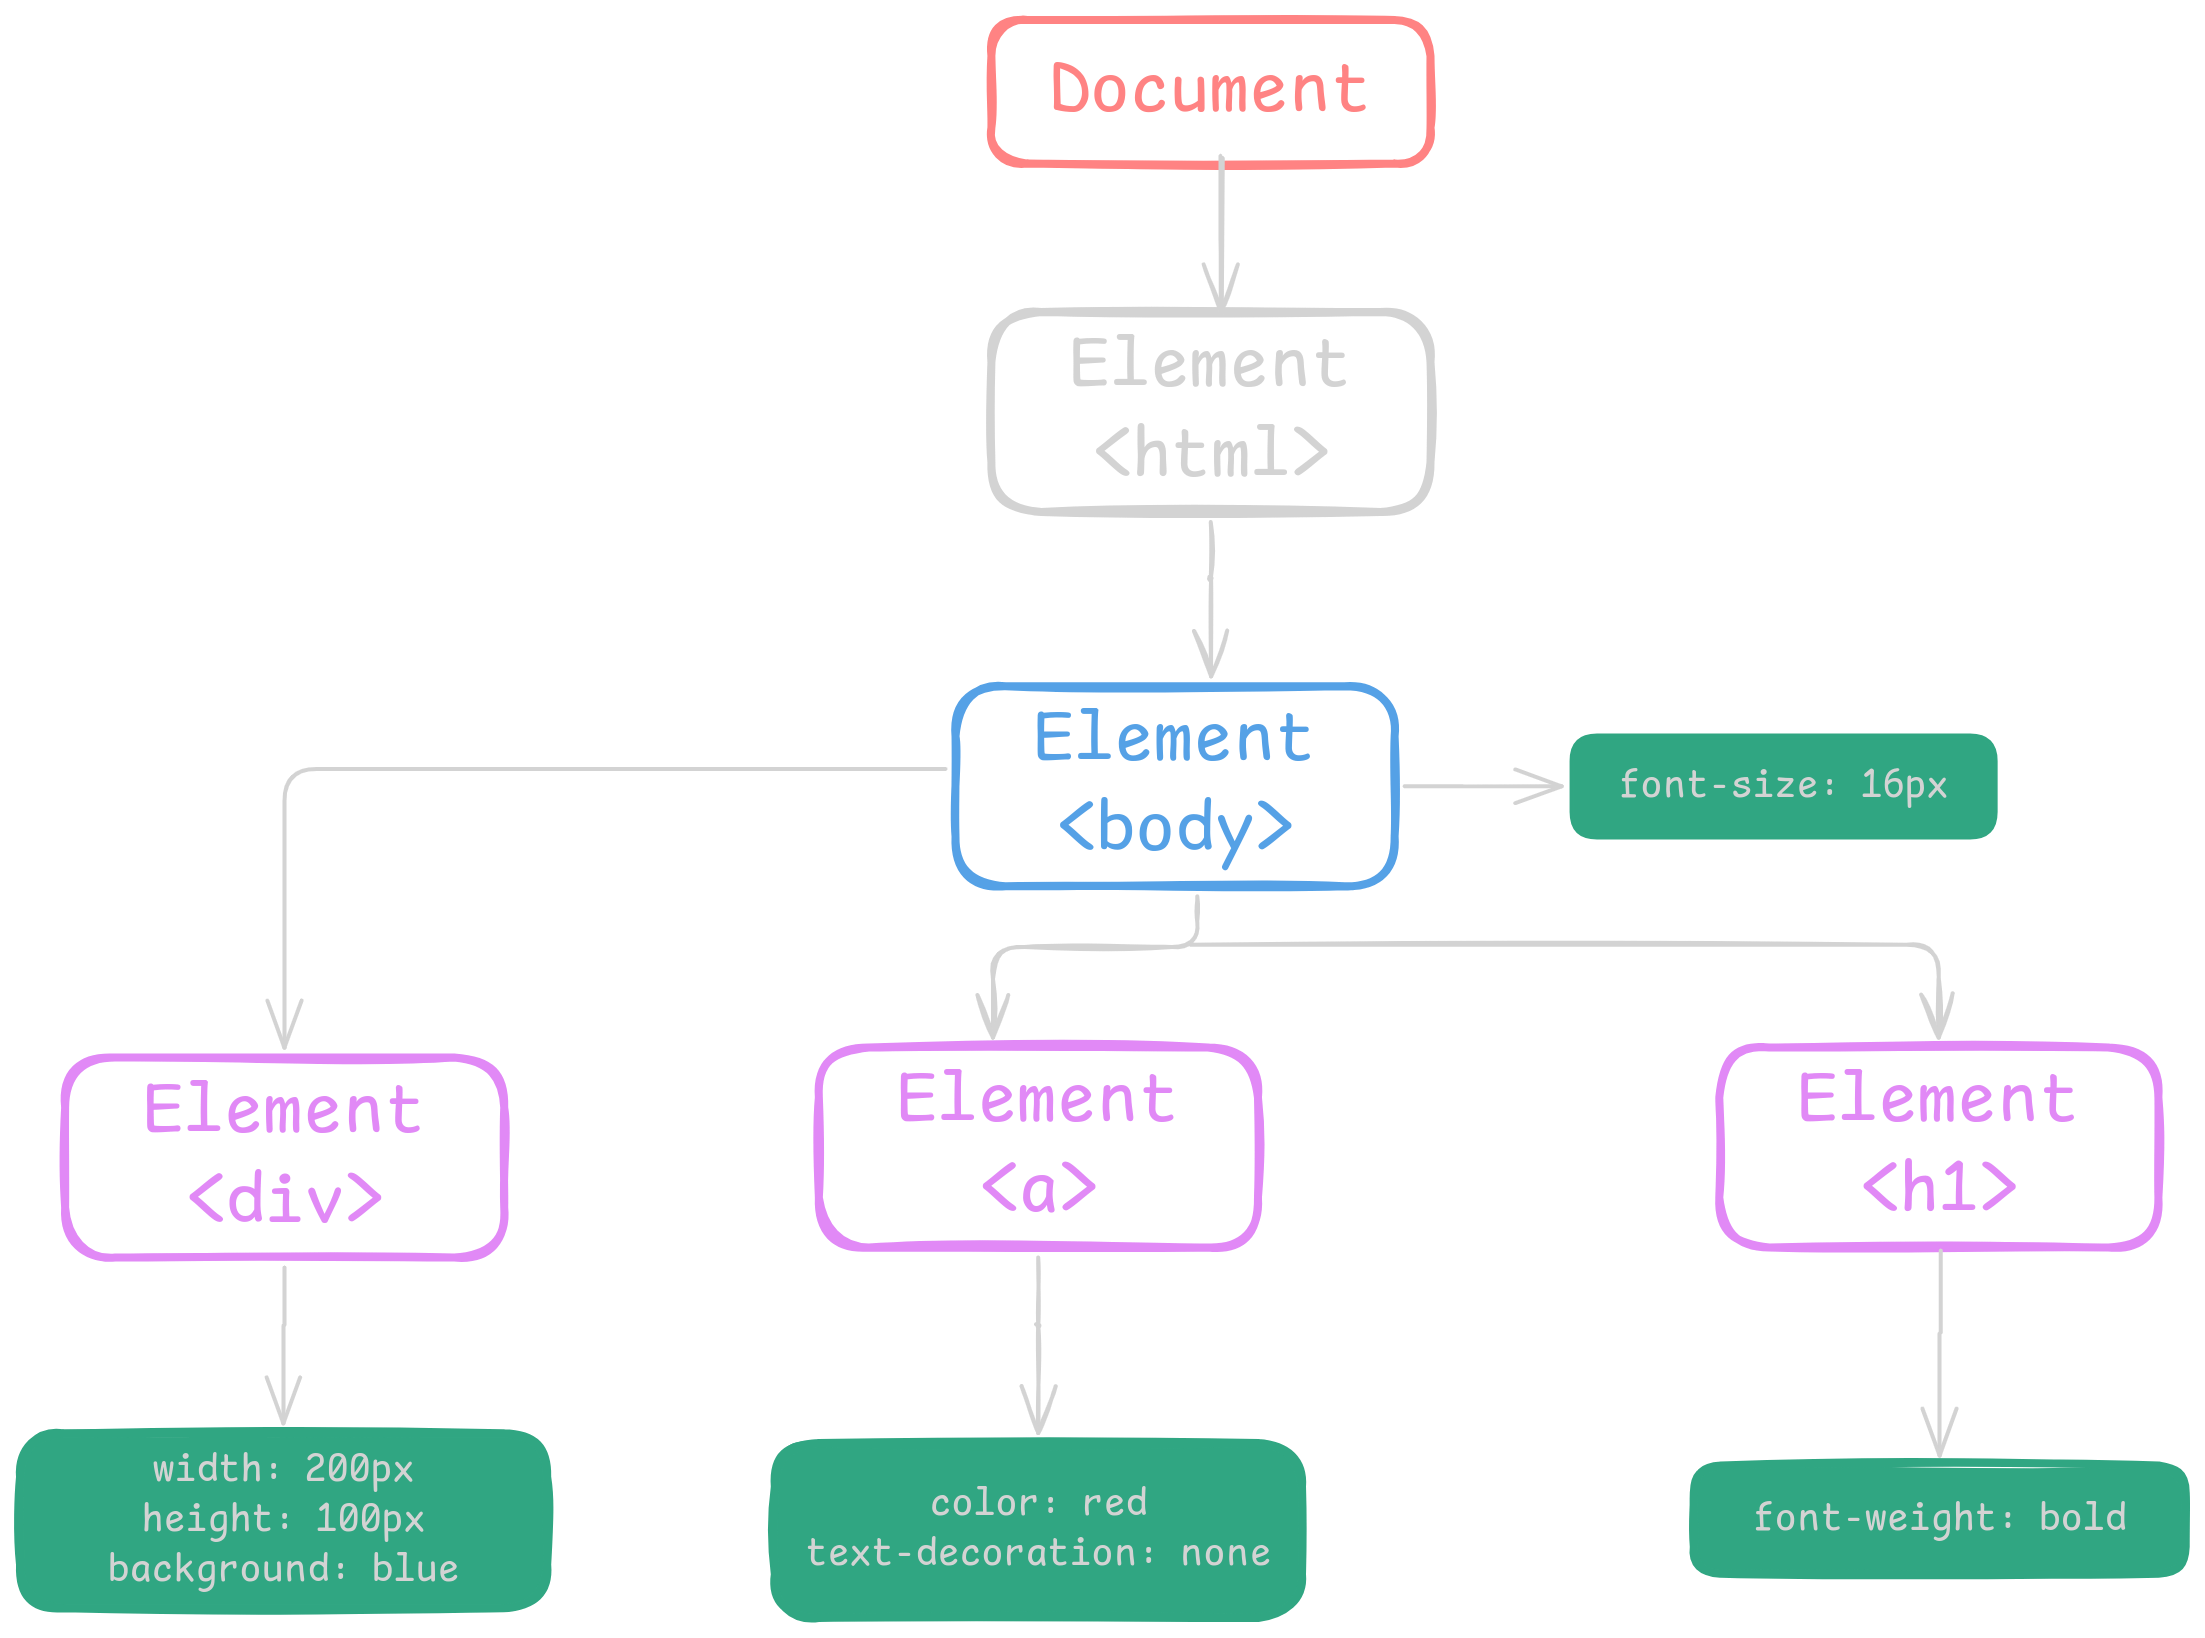 Document
Element
<html>
Element
<body>
font-size: 16px
Element
<div>
Element
<a>
Element
<h1>
width: 200px
height: 100px
background: blue
color: red
text-decoration: none
font-weight: bold